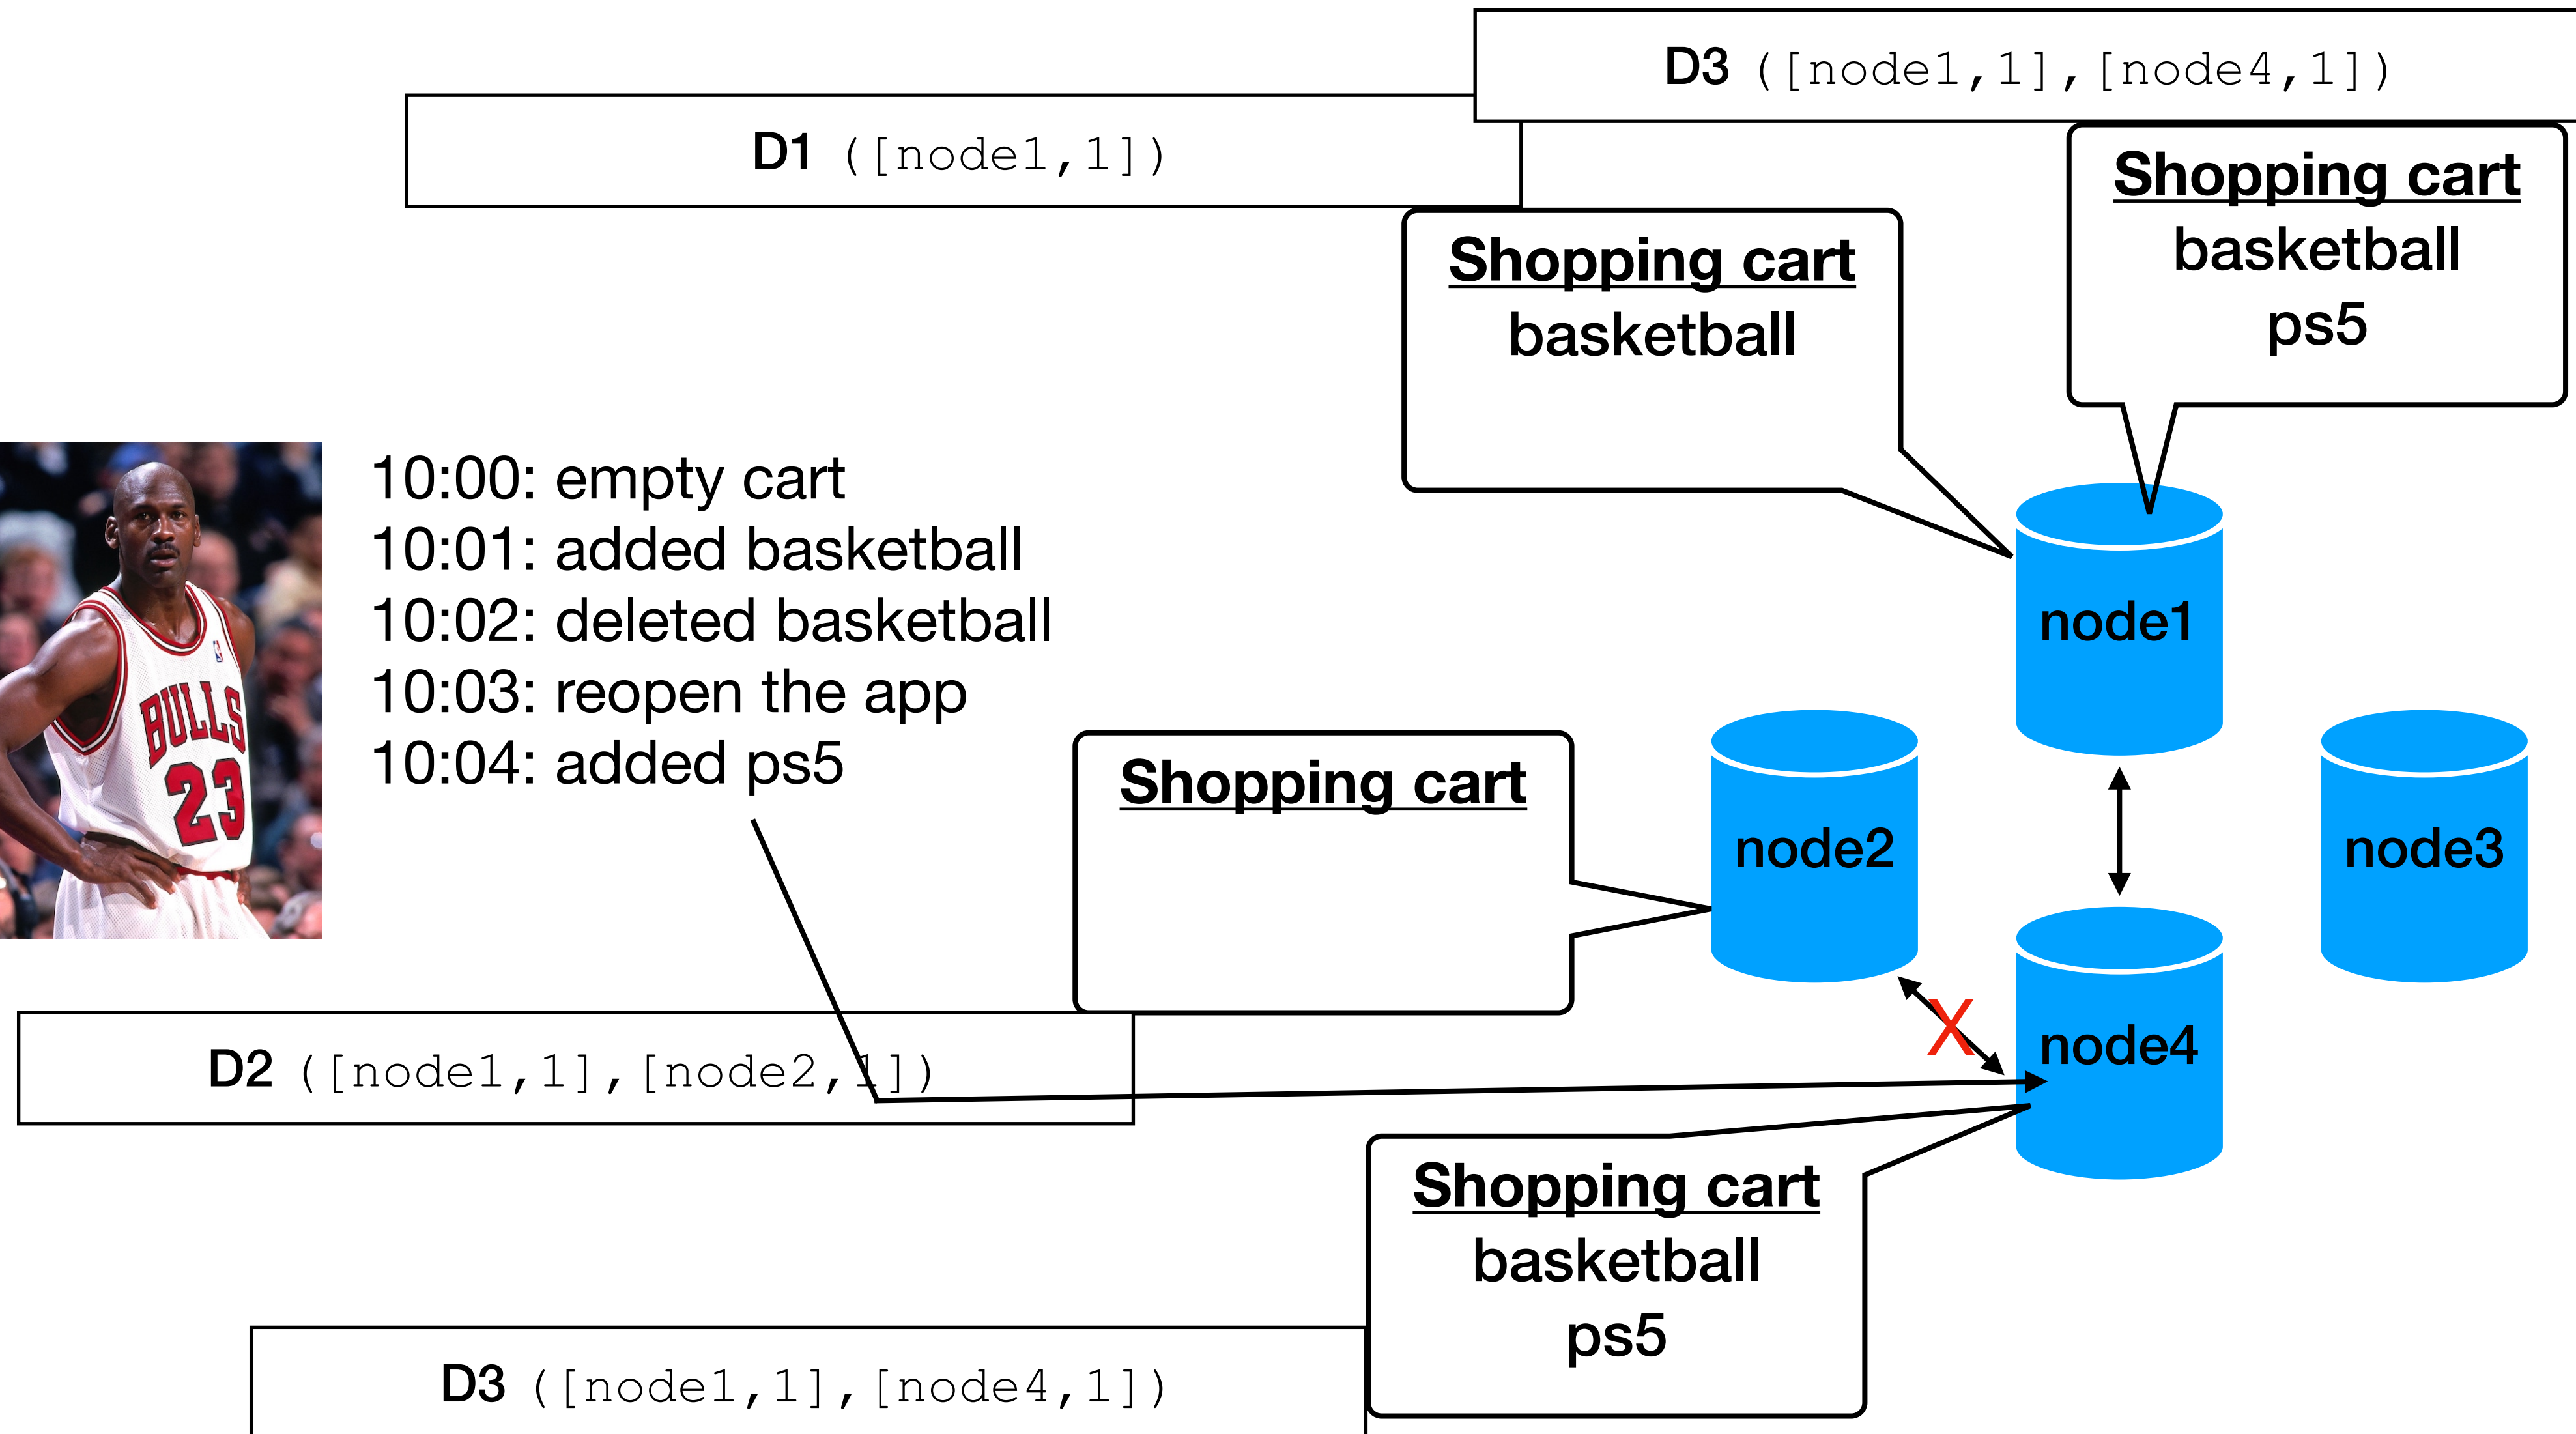 D3 ([node1,1],[node4,1])
D1 ([node1,1])
Shopping cart
basketball
ps5
Shopping cart
basketball
10:00: empty cart
10:01: added basketball
10:02: deleted basketball
10:03: reopen the app
10:04: added ps5
BULLS
23
node1
Shopping cart
node2
node3
node4
X
D2 ([node1,1],[node2,1])
Shopping cart
basketball
ps5
D3 ([node1,1],[node4,1])